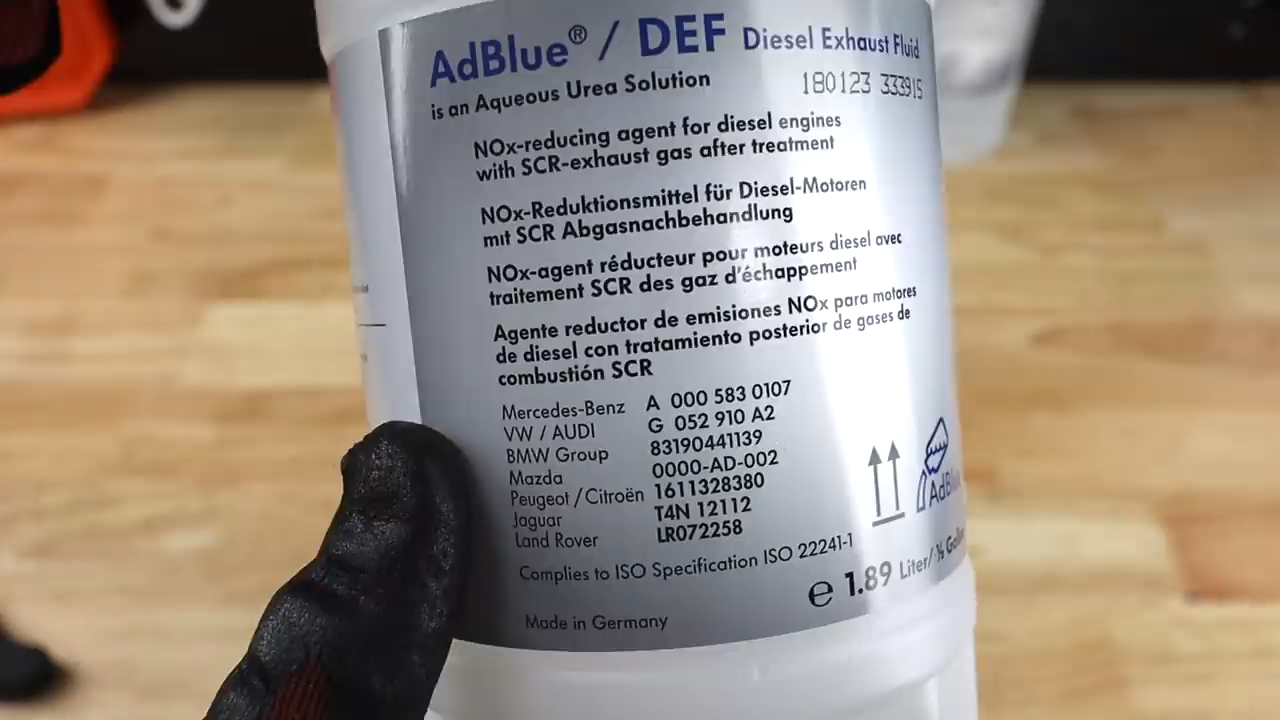 AdBlue® / DEF Diesel Exhaust Fluid
is an Aqueous Urea Solution
180123 333915
NOx-reducing agent for diesel engines
with SCR-exhaust gas after treatment
NOx-Reduktionsmittel für Diesel-Motoren
mit SCR Abgasnachbehandlung
NOx-agent réducteur pour moteurs diesel avec
traitement SCR des gaz d'échappement
Agente reductor de emisiones NOx para motores
de diesel con tratamiento posterior de gases de
combustión SCR
Mercedes-Benz A 000 583 0107
VW / AUDI G 052 910 A2
BMW Group 83190441139
Mazda 0000-AD-002
Peugeot / Citroën 1611328380
Jaguar T4N 12112
Land Rover LR072258
AdBlue
Complies to ISO Specification ISO 22241-1
e 1.89 Liter/ ½ Gallon
Made in Germany